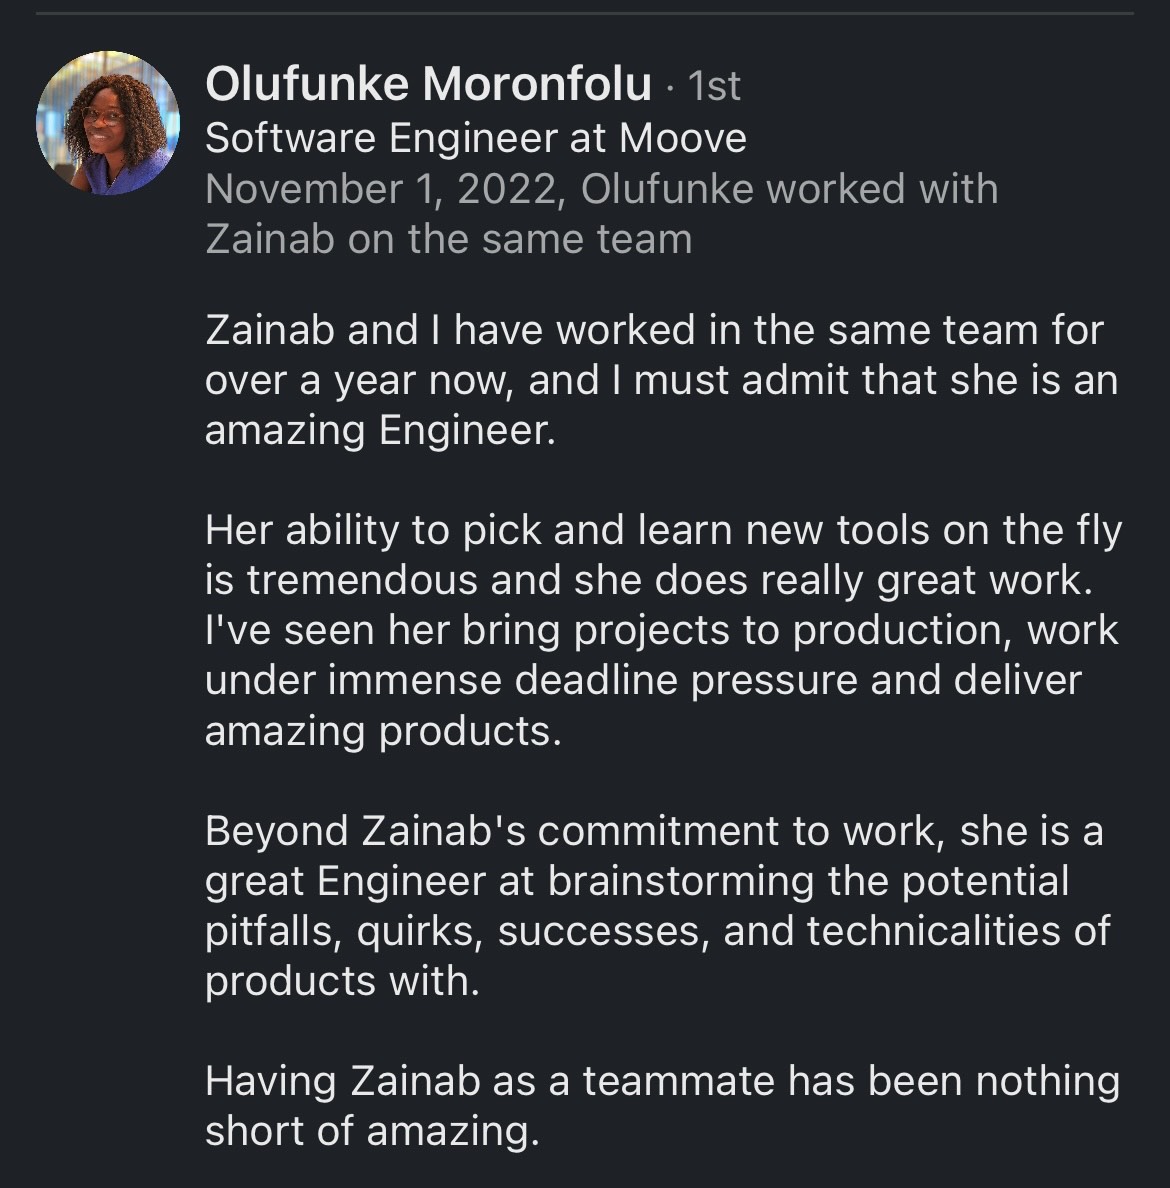 Olufunke Moronfolu · 1st
Software Engineer at Moove
November 1, 2022, Olufunke worked with
Zainab on the same team
Zainab and I have worked in the same team for
over a year now, and I must admit that she is an
amazing Engineer.
Her ability to pick and learn new tools on the fly
is tremendous and she does really great work.
I've seen her bring projects to production, work
under immense deadline pressure and deliver
amazing products.
Beyond Zainab's commitment to work, she is a
great Engineer at brainstorming the potential
pitfalls, quirks, successes, and technicalities of
products with.
Having Zainab as a teammate has been nothing
short of amazing.